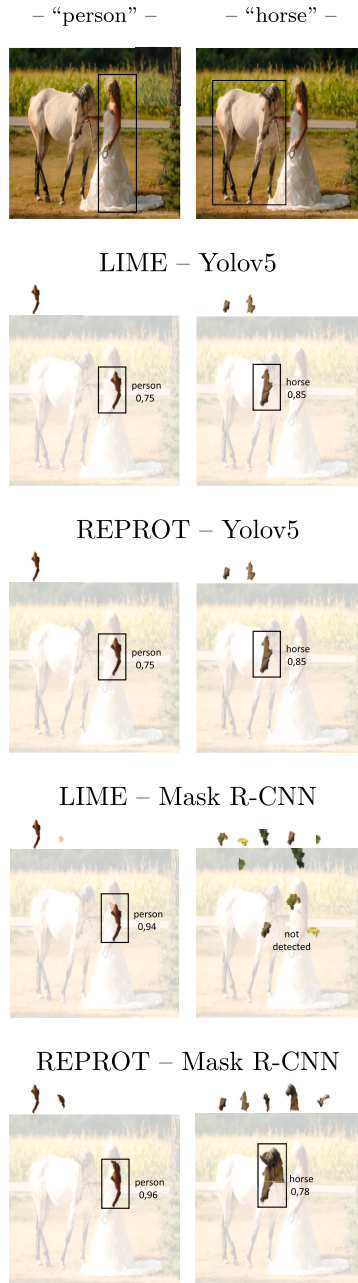 – “person” –
– “horse” –
LIME – Yolov5
person
0,75
horse
0,85
REPROT – Yolov5
person
0,75
horse
0,85
LIME – Mask R-CNN
person
0,94
not
detected
REPROT – Mask R-CNN
person
0,96
horse
0,78